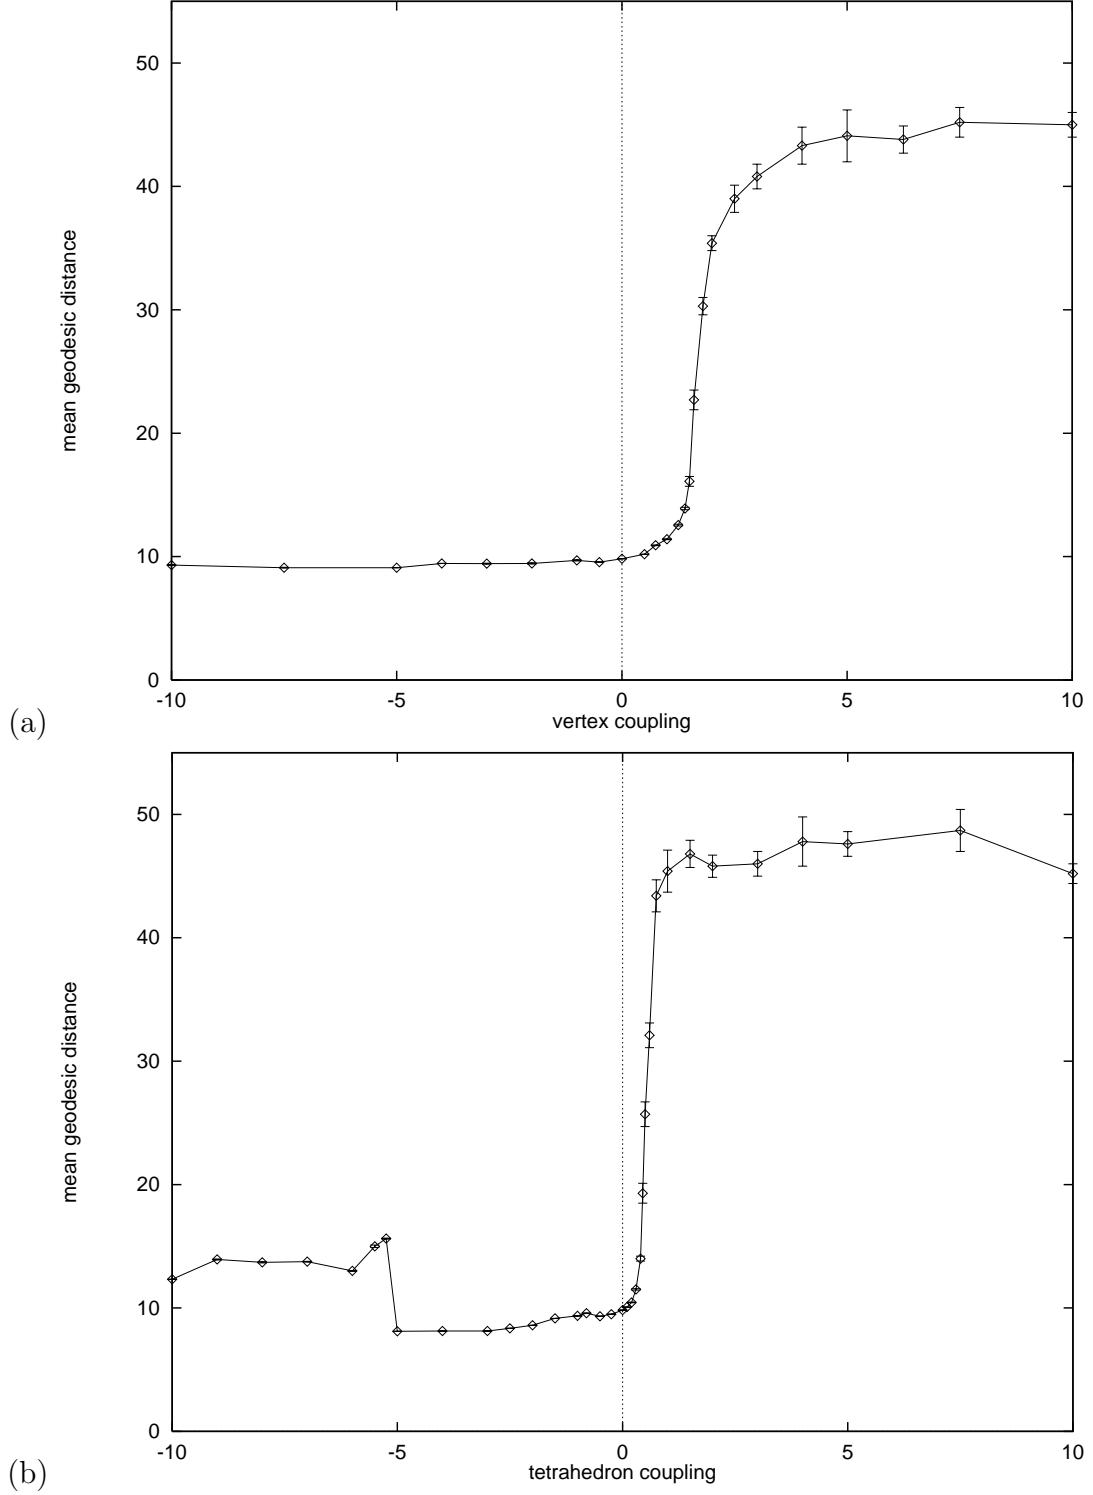 50
40
30
20
10
0
mean geodesic distance
-10 -5 0 5 10
vertex coupling
(a)
50
40
30
20
10
0
mean geodesic distance
-10 -5 0 5 10
tetrahedron coupling
(b)